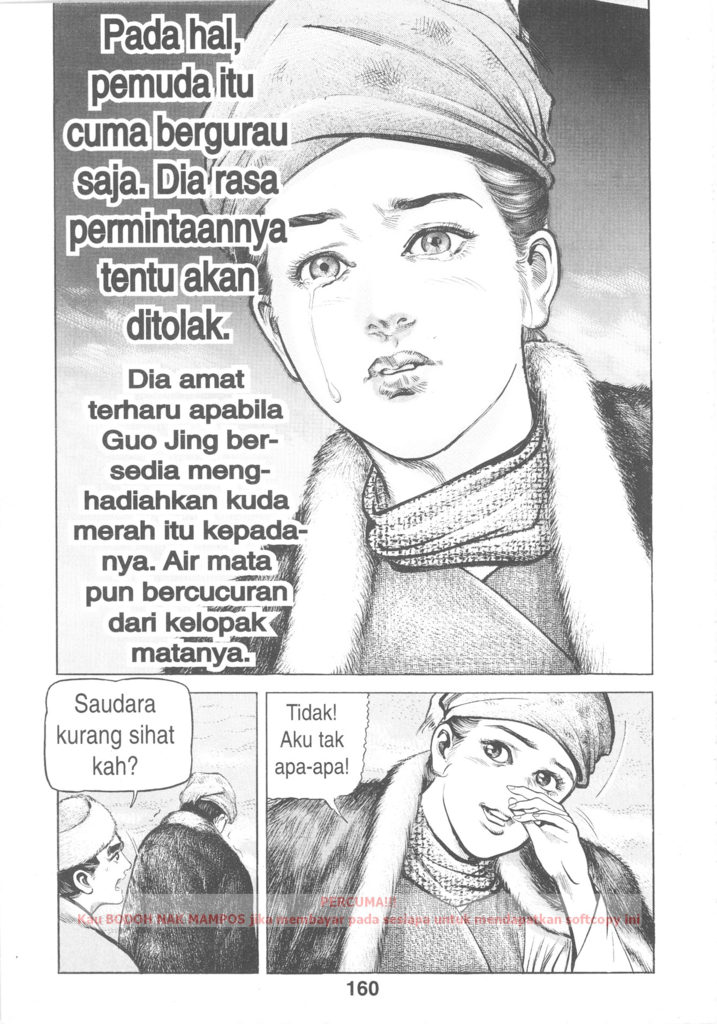 Pada hal,
pemuda itu
cuma bergurau
saja. Dia rasa
permintaannya
tentu akan
ditolak.
Dia amat
terharu apabila
Guo Jing ber-
sedia meng-
hadiahkan kuda
merah itu kepada-
nya. Air mata
pun bercucuran
dari kelopak
matanya.
Saudara
kurang sihat
kah?
Tidak!
Aku tak
apa-apa!
PERCUMA!!!
Kau BODOH NAK MAMPOS jika membayar pada sesiapa untuk mendapatkan softcopy ini
160